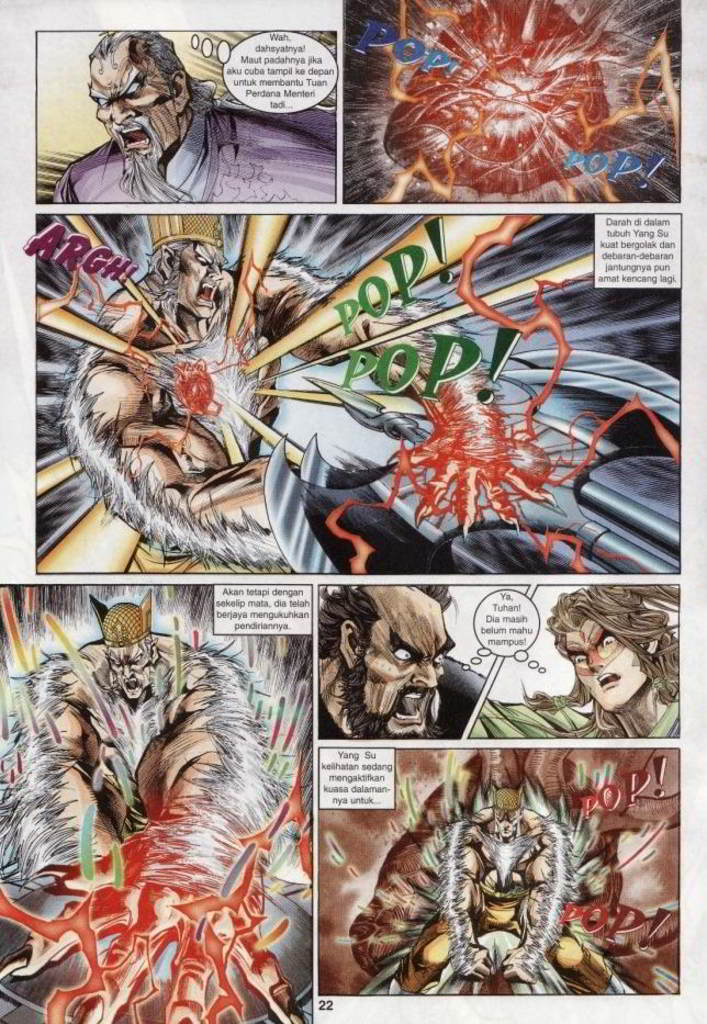 Wah,
dahsyatnya!
Maut padahnya jika
aku cuba tampil ke depan
untuk membantu Tuan
Perdana Menteri
tadi...
POP
POP
POP!
ARGH!
POP!
POP!
Darah di dalam
tubuh Yang Su
kuat bergolak dan
debaran-debaran
jantungnya pun
amat kencang lagi.
Akan tetapi dengan
sekelip mata, dia telah
berjaya mengukuhkan
pendiriannya.
Ya,
Tuhan!
Dia masih
belum mahu
mampus!
Yang Su
kelihatan sedang
mengaktifkan
kuasa dalaman-
nya untuk...
POP!
POP!
22